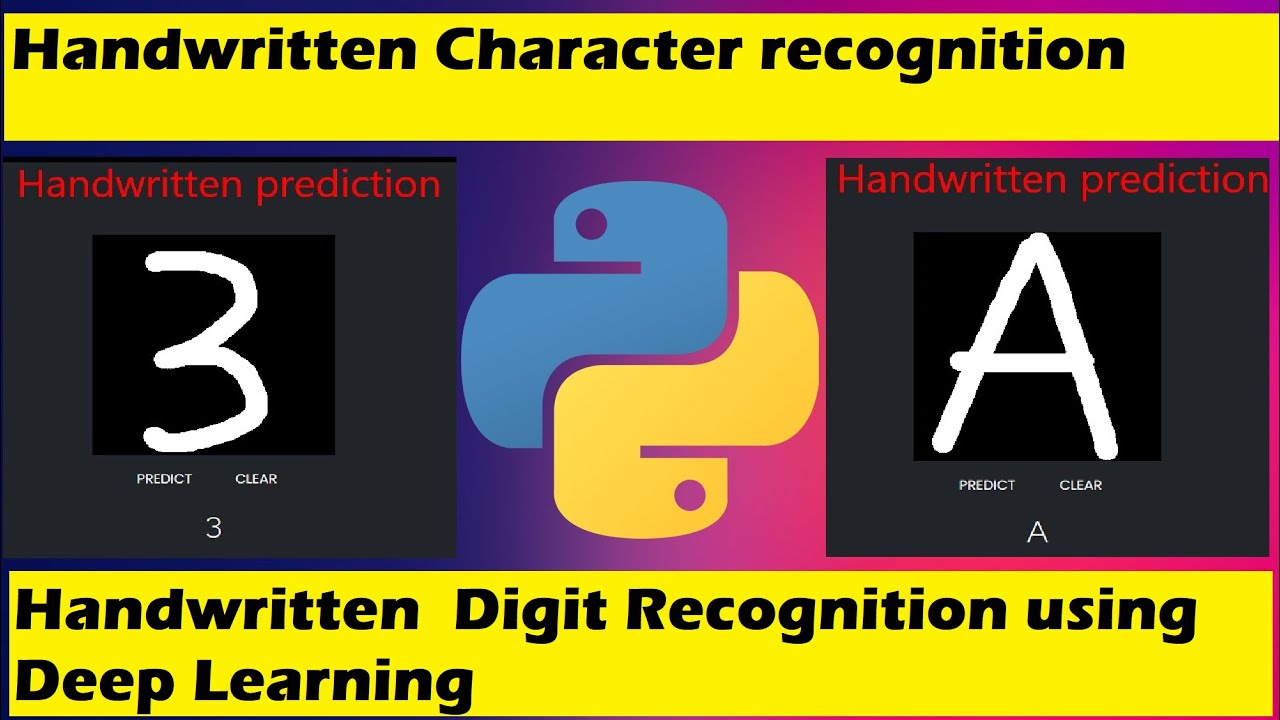 Handwritten Character recognition
Handwritten prediction
3
PREDICT CLEAR
3
Handwritten prediction
A
PREDICT CLEAR
A
Handwritten Digit Recognition using
Deep Learning